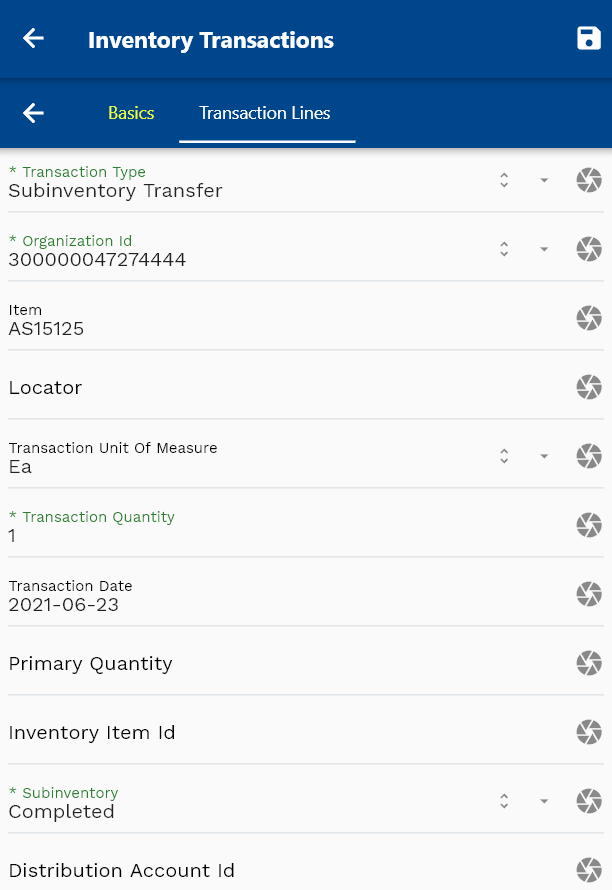 Inventory Transactions
Basics
Transaction Lines
* Transaction Type
Subinventory Transfer
* Organization Id
300000047274444
Item
AS15125
Locator
Transaction Unit Of Measure
Ea
* Transaction Quantity
1
Transaction Date
2021-06-23
Primary Quantity
Inventory Item Id
* Subinventory
Completed
Distribution Account Id